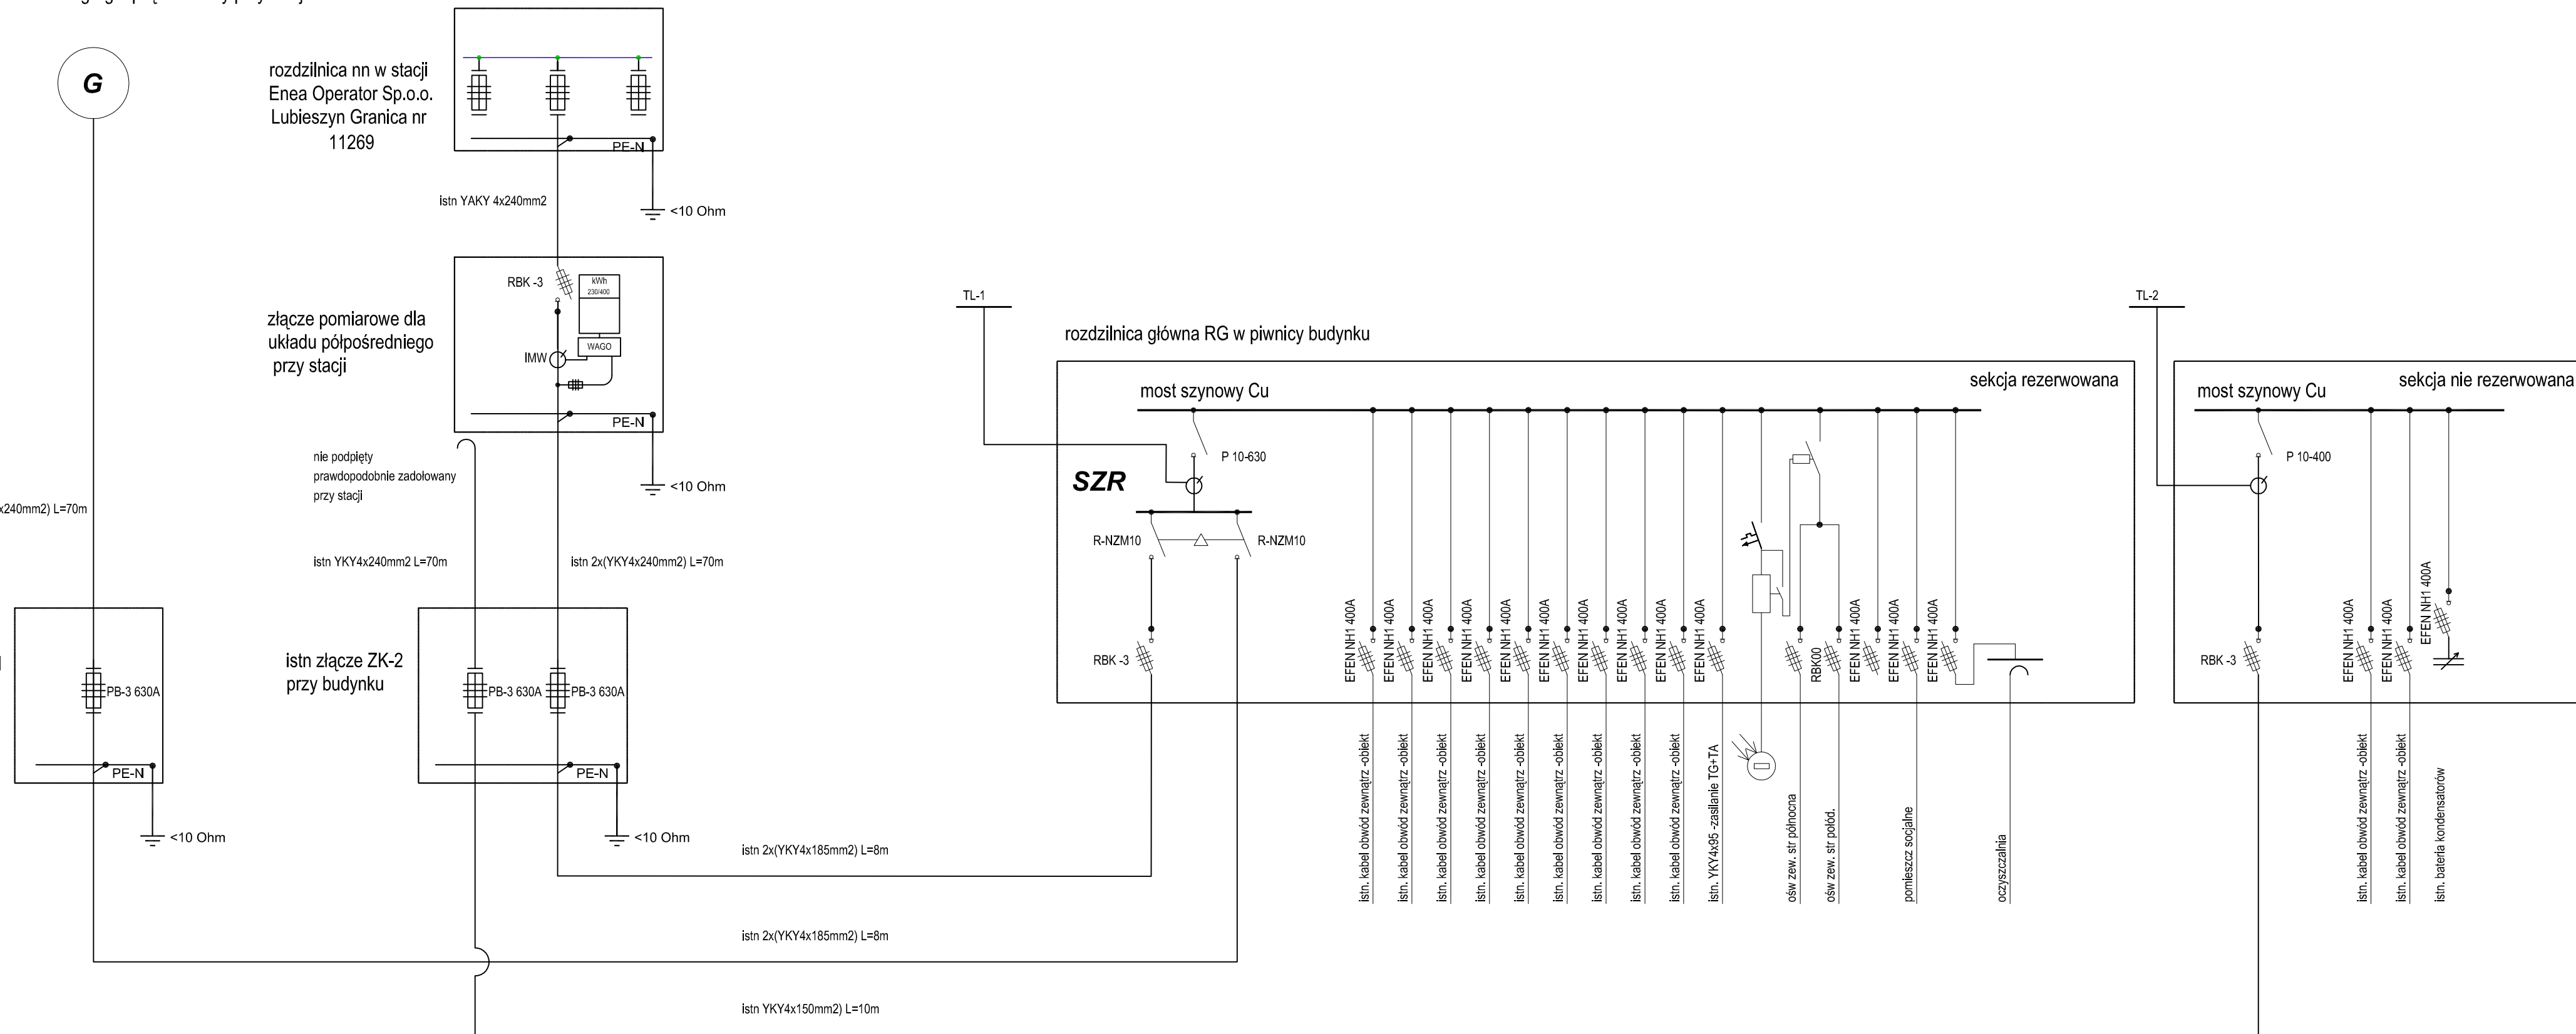 G
rozdzilnica nn w stacji
Enea Operator Sp.o.o.
Lubieszyn Granica nr
11269
PE-N
<10 Ohm
istn YAKY 4x240mm2
złącze pomiarowe dla
układu półpośredniego
przy stacji
RBK -3
kWh
230/400
WAGO
IMW
PE-N
<10 Ohm
nie podpięty
prawdopodobnie zadołowany
przy stacji
x240mm2) L=70m
istn YKY4x240mm2 L=70m
istn 2x(YKY4x240mm2) L=70m
PB-3 630A
PE-N
<10 Ohm
istn złącze ZK-2
przy budynku
PB-3 630A
PB-3 630A
PE-N
<10 Ohm
istn 2x(YKY4x185mm2) L=8m
istn 2x(YKY4x185mm2) L=8m
istn YKY4x150mm2) L=10m
TL-1
rozdzilnica główna RG w piwnicy budynku
most szynowy Cu
sekcja rezerwowana
P 10-630
SZR
R-NZM10
R-NZM10
RBK -3
EFEN NH1 400A
EFEN NH1 400A
EFEN NH1 400A
EFEN NH1 400A
EFEN NH1 400A
EFEN NH1 400A
EFEN NH1 400A
EFEN NH1 400A
EFEN NH1 400A
EFEN NH1 400A
RBK00
EFEN NH1 400A
EFEN NH1 400A
EFEN NH1 400A
istn. kabel obwód zewnątrz -obiekt
istn. kabel obwód zewnątrz -obiekt
istn. kabel obwód zewnątrz -obiekt
istn. kabel obwód zewnątrz -obiekt
istn. kabel obwód zewnątrz -obiekt
istn. kabel obwód zewnątrz -obiekt
istn. kabel obwód zewnątrz -obiekt
istn. kabel obwód zewnątrz -obiekt
istn. kabel obwód zewnątrz -obiekt
istn. YKY4x95 -zasilanie TG+TA
ośw zew. str północna
ośw zew. str połód.
pomieszcz socjalne
oczyszczalnia
TL-2
most szynowy Cu
sekcja nie rezerwowana
P 10-400
RBK -3
EFEN NH1 400A
EFEN NH1 400A
EFEN NH1 400A
istn. kabel obwód zewnątrz -obiekt
istn. kabel obwód zewnątrz -obiekt
istn. bateria kondensatorów